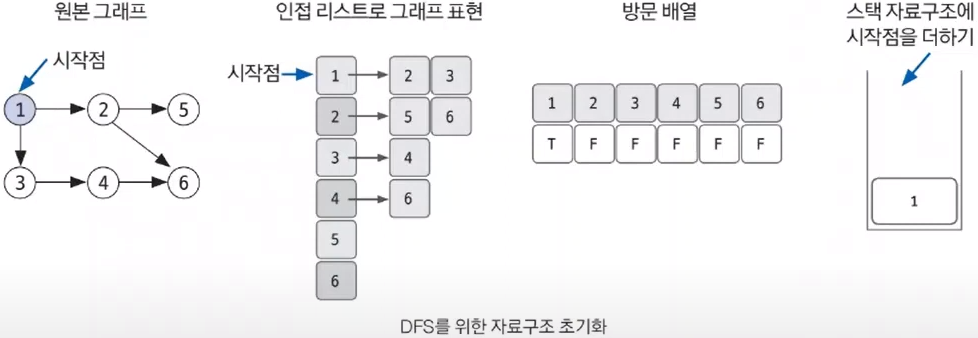 원본 그래프
인접 리스트로 그래프 표현
방문 배열
스택 자료구조에
시작점을 더하기
시작점
1 2 5
3 4 6
시작점
1 2 3
2 5 6
3 4
4 6
5
6
1 2 3 4 5 6
T F F F F F
1
DFS를 위한 자료구조 초기화